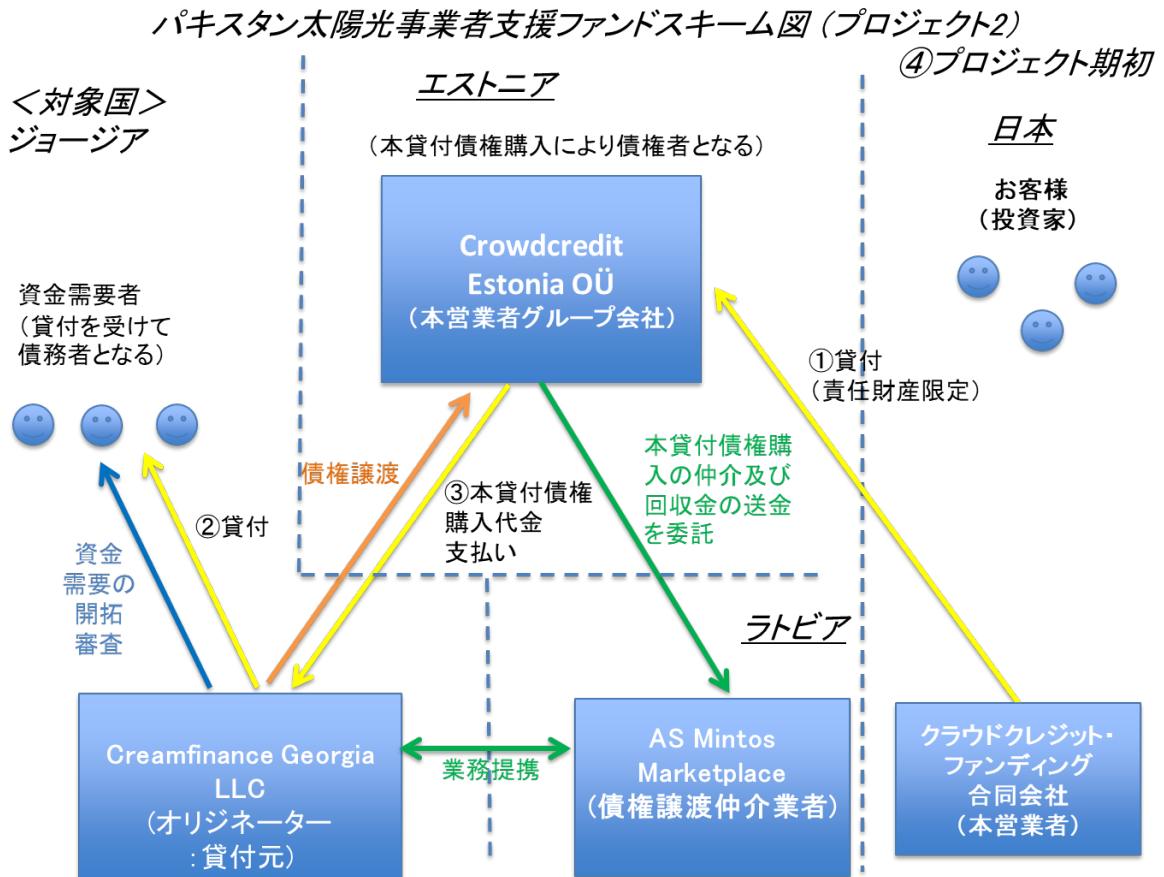 パキスタン太陽光事業者支援ファンドスキーム図（プロジェクト2）
④プロジェクト期初
＜対象国＞
ジョージア
エストニア
日本
（本貸付債権購入により債権者となる）
お客様
（投資家）
Crowdcredit
Estonia OÜ
（本営業者グループ会社）
資金需要者
（貸付を受けて
債務者となる）
①貸付
（責任財産限定）
債権譲渡
本貸付債権購
入の仲介及び
回収金の送金
を委託
③本貸付債権
購入代金
支払い
②貸付
資金
需要の
開拓
審査
ラトビア
Creamfinance Georgia
LLC
（オリジネーター
：貸付元）
業務提携
AS Mintos
Marketplace
（債権譲渡仲介業者）
クラウドクレジット・
ファンディング
合同会社
（本営業者）